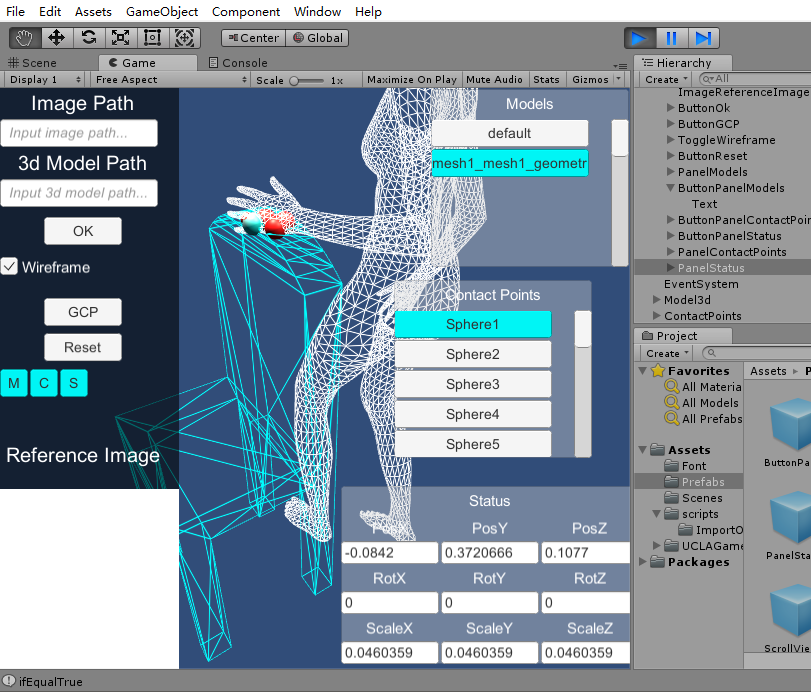 File Edit Assets GameObject Component Window Help
Center Global
Scene Game Console
Display 1 Free Aspect Scale 1x Maximize On Play Mute Audio Stats Gizmos
Image Path
Input image path...
3d Model Path
Input 3d model path...
OK
Wireframe
GCP
Reset
M C S
Reference Image
Models
default
mesh1_mesh1_geometr
Contact Points
Sphere1
Sphere2
Sphere3
Sphere4
Sphere5
Status
PosY PosZ
-0.0842 0.3720666 0.1077
RotX RotY RotZ
0 0 0
ScaleX ScaleY ScaleZ
0.0460359 0.0460359 0.0460359
Hierarchy
Create All
ImageReferenceImage
ButtonOk
ButtonGCP
ToggleWireframe
ButtonReset
PanelModels
ButtonPanelModels
Text
ButtonPanelContactPoin
ButtonPanelStatus
PanelContactPoints
PanelStatus
EventSystem
Model3d
ContactPoints
Project
Create
Favorites
All Materia
All Models
All Prefabs
Assets
Font
Prefabs
Scenes
scripts
ImportO
UCLAGame
Packages
Assets P
ButtonPa
PanelSta
ScrollVie
ifEqualTrue